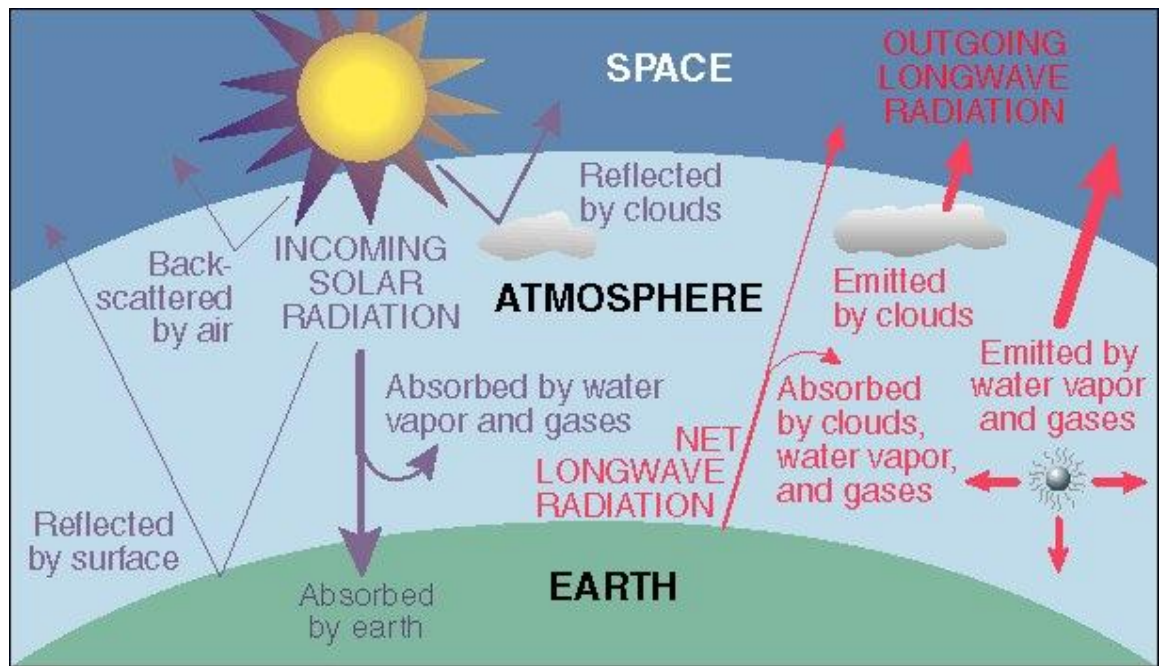 SPACE
OUTGOING
LONGWAVE
RADIATION
Reflected
by clouds
INCOMING
SOLAR
RADIATION
Back-
scattered
by air
ATMOSPHERE
Emitted
by clouds
Emitted by
water vapor
and gases
Absorbed by water
vapor and gases
Absorbed
by clouds,
water vapor,
and gases
NET
LONGWAVE
RADIATION
Reflected
by surface
EARTH
Absorbed
by earth